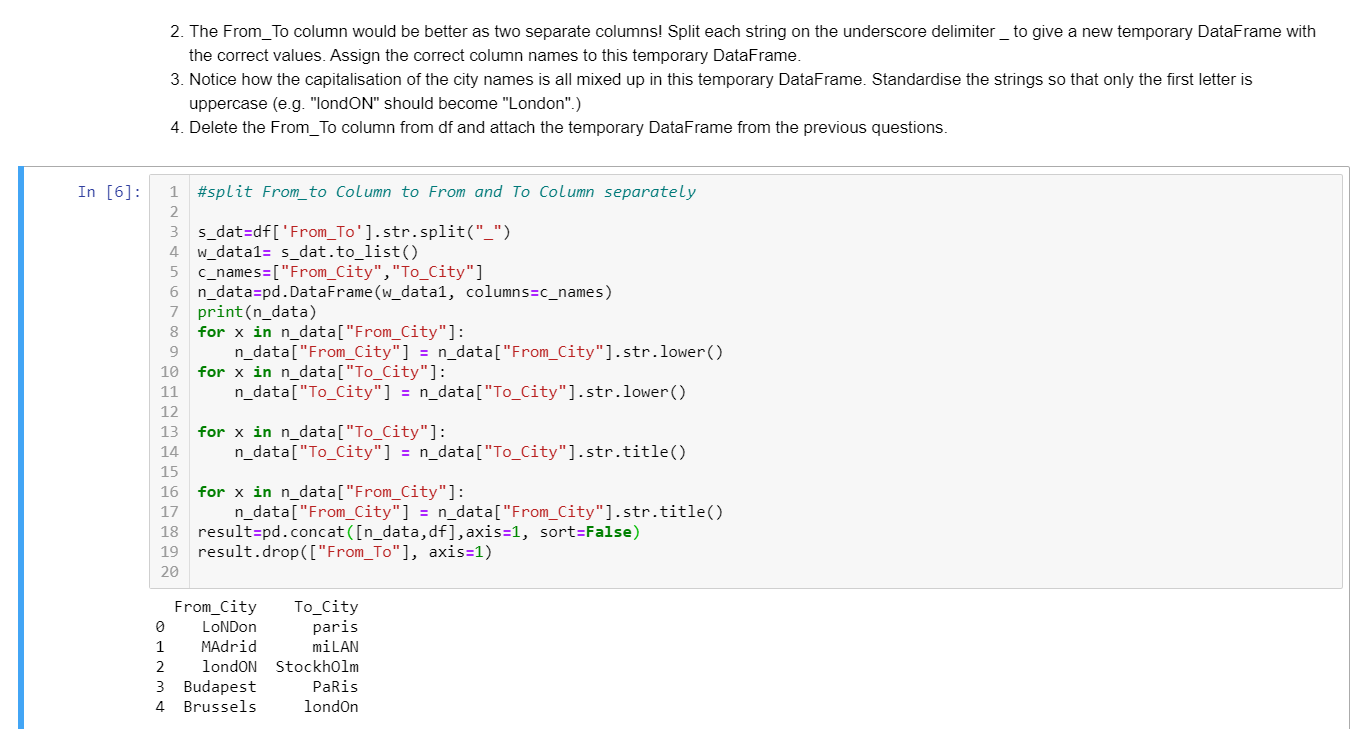 2. The From_To column would be better as two separate columns! Split each string on the underscore delimiter _ to give a new temporary DataFrame with
the correct values. Assign the correct column names to this temporary DataFrame.
3. Notice how the capitalisation of the city names is all mixed up in this temporary DataFrame. Standardise the strings so that only the first letter is
uppercase (e.g. "londON" should become "London".)
4. Delete the From_To column from df and attach the temporary DataFrame from the previous questions.
In [6]:
1 #split From_to Column to From and To Column separately
2
3 s_dat=df['From_To'].str.split("_")
4 w_data1= s_dat.to_list()
5 c_names=["From_City","To_City"]
6 n_data=pd.DataFrame(w_data1, columns=c_names)
7 print(n_data)
8 for x in n_data["From_City"]:
9     n_data["From_City"] = n_data["From_City"].str.lower()
10 for x in n_data["To_City"]:
11     n_data["To_City"] = n_data["To_City"].str.lower()
12
13 for x in n_data["To_City"]:
14     n_data["To_City"] = n_data["To_City"].str.title()
15
16 for x in n_data["From_City"]:
17     n_data["From_City"] = n_data["From_City"].str.title()
18 result=pd.concat([n_data,df],axis=1, sort=False)
19 result.drop(["From_To"], axis=1)
20
From_City To_City
0 LoNDon paris
1 MAdrid miLAN
2 londON StockhOlm
3 Budapest PaRis
4 Brussels londOn